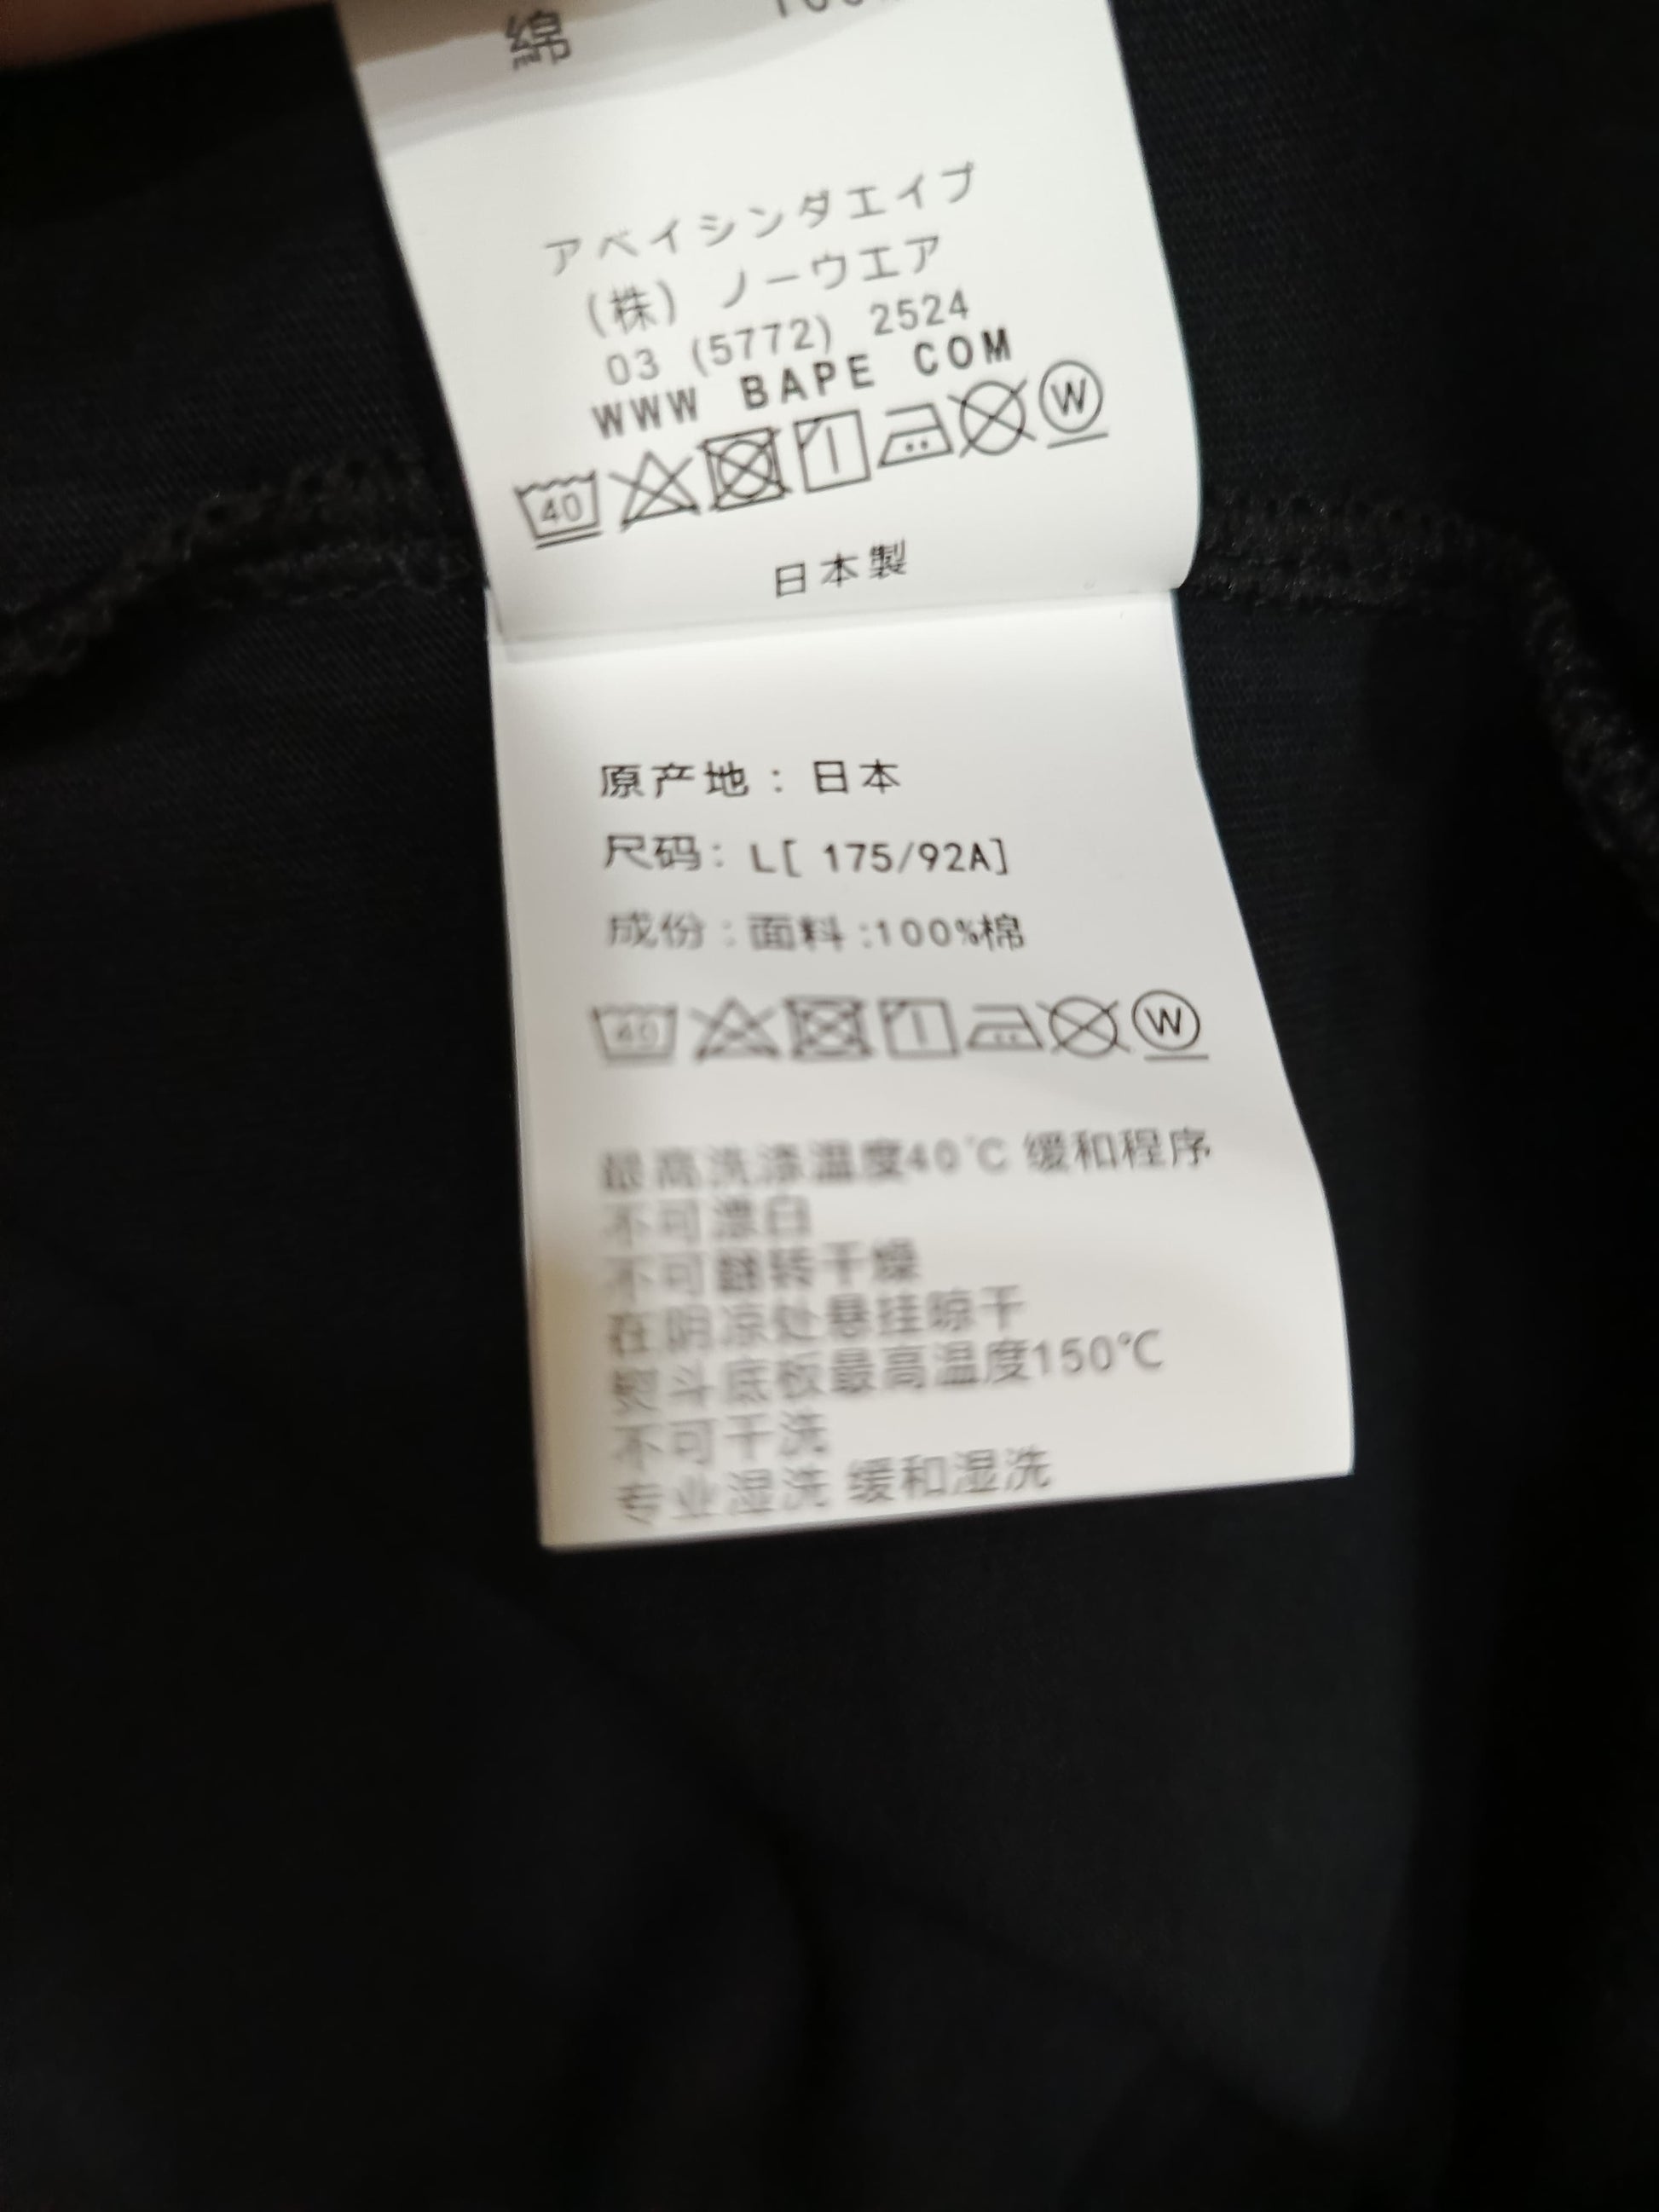 綿
アベイシングエイプ
(株) ノーウエア
03 (5772) 2524
WWW BAPE COM
40 W
日本製
原产地：日本
尺码：L[ 175/92A]
成份：面料:100%棉
40 W
最高洗涤温度40℃ 缓和程序
不可漂白
不可翻转干燥
在阴凉处悬挂晾干
熨斗底板最高温度150℃
不可干洗
专业湿洗 缓和湿洗